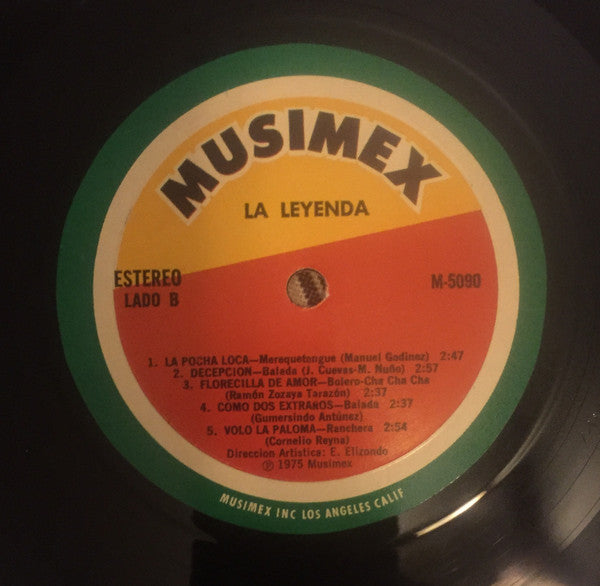 MUSIMEX
LA LEYENDA
ESTEREO
LADO B
M-5090
1. LA POCHA LOCA—Merequetengue (Manuel Godinez) 2:47
2. DECEPCION—Balada (J. Cuevas-M. Nuño) 2:57
3. FLORECILLA DE AMOR—Bolero-Cha Cha Cha
(Ramón Zozaya Tarazón) 2:37
4. COMO DOS EXTRAÑOS—Balada 2:37
(Gumersindo Antúnez)
5. VOLO LA PALOMA—Ranchera 2:54
(Cornelio Reyna)
Direccion Artistica: E. Elizondo
Ⓟ 1975 Musimex
MUSIMEX INC LOS ANGELES CALIF